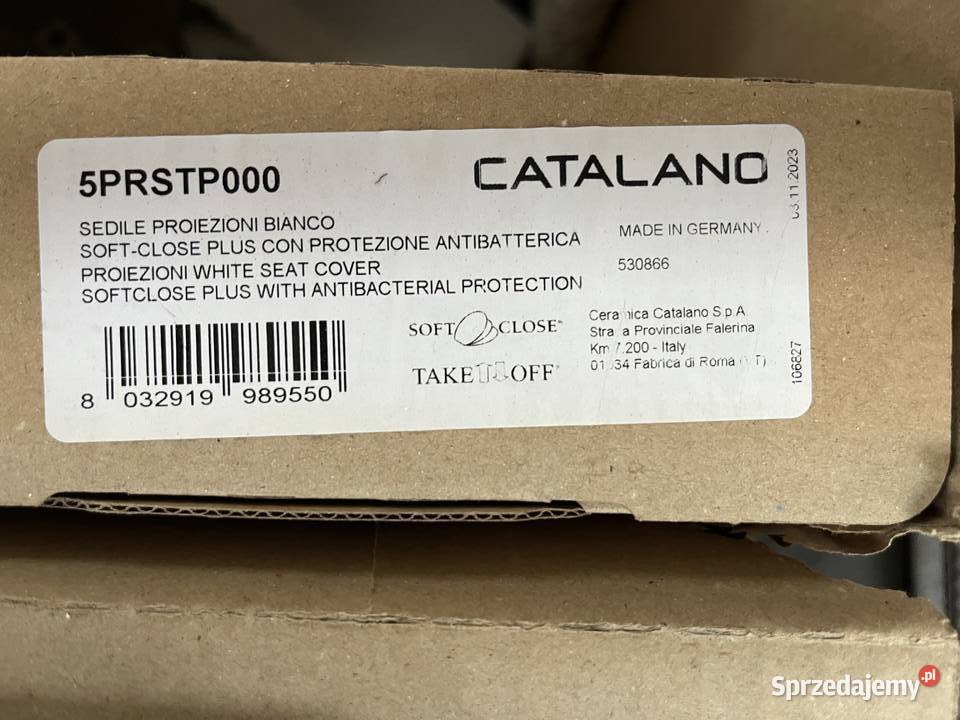 5PRSTP000
CATALANO
SEDILE PROIEZIONI BIANCO
SOFT-CLOSE PLUS CON PROTEZIONE ANTIBATTERICA
PROIEZIONI WHITE SEAT COVER
SOFTCLOSE PLUS WITH ANTIBACTERIAL PROTECTION
MADE IN GERMANY
530866
03.11.2023
8 032919 989550
SOFT CLOSE
TAKE OFF
Ceramica Catalano S.p.A.
Strada Provinciale Falerina
Km 7.200 - Italy
Fabrica di Roma
106827
Sprzedajemy.pl